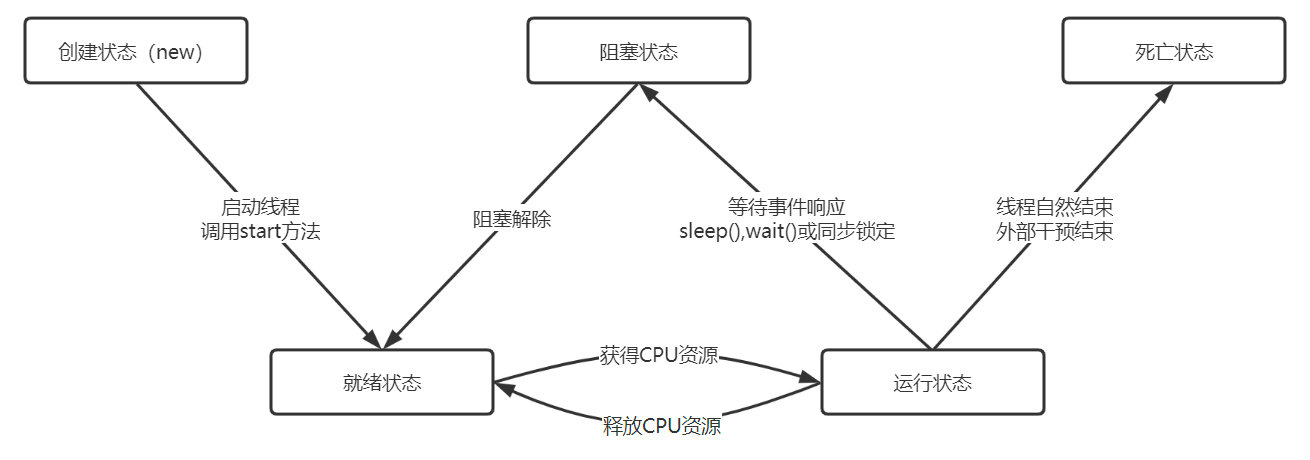 创建状态（new）
阻塞状态
死亡状态
启动线程
调用start方法
阻塞解除
等待事件响应
sleep(),wait()或同步锁定
线程自然结束
外部干预结束
就绪状态
获得CPU资源
运行状态
释放CPU资源